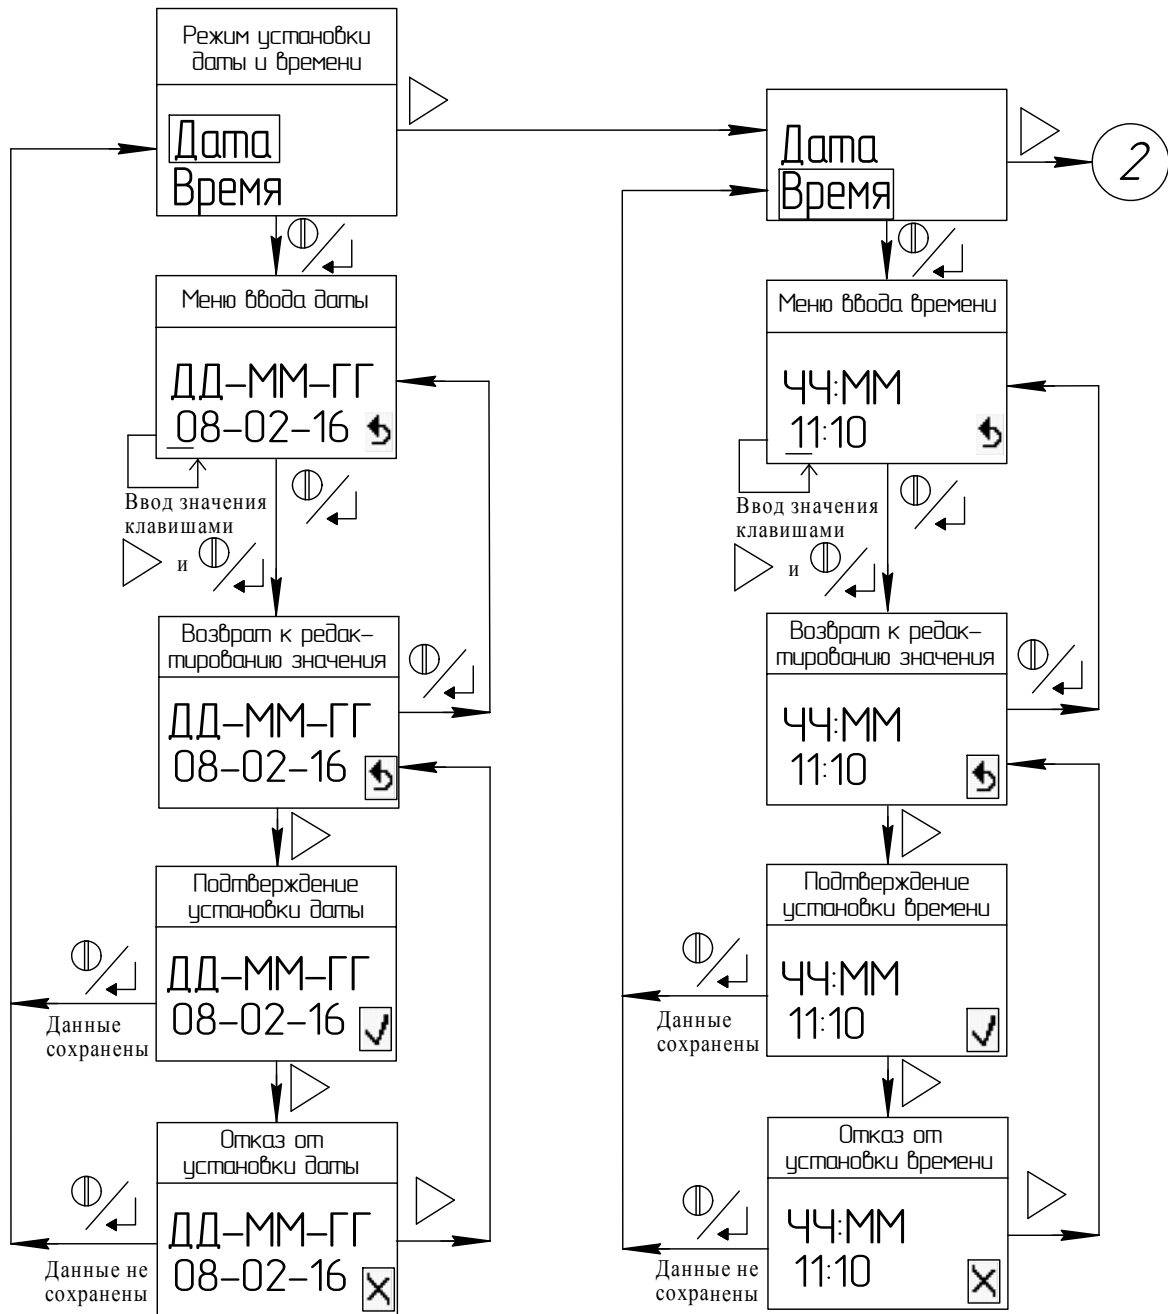 Режим установки
даты и времени
Дата
Время
Меню ввода даты
ДД-ММ-ГГ
08-02-16
Ввод значения
клавишами
и
Возврат к редак-
тированию значения
ДД-ММ-ГГ
08-02-16
Подтверждение
установки даты
ДД-ММ-ГГ
08-02-16
Данные
сохранены
Отказ от
установки даты
ДД-ММ-ГГ
08-02-16
Данные не
сохранены
Дата
Время
2
Меню ввода времени
ЧЧ:ММ
11:10
Ввод значения
клавишами
и
Возврат к редак-
тированию значения
ЧЧ:ММ
11:10
Подтверждение
установки времени
ЧЧ:ММ
11:10
Данные
сохранены
Отказ от
установки времени
ЧЧ:ММ
11:10
Данные не
сохранены